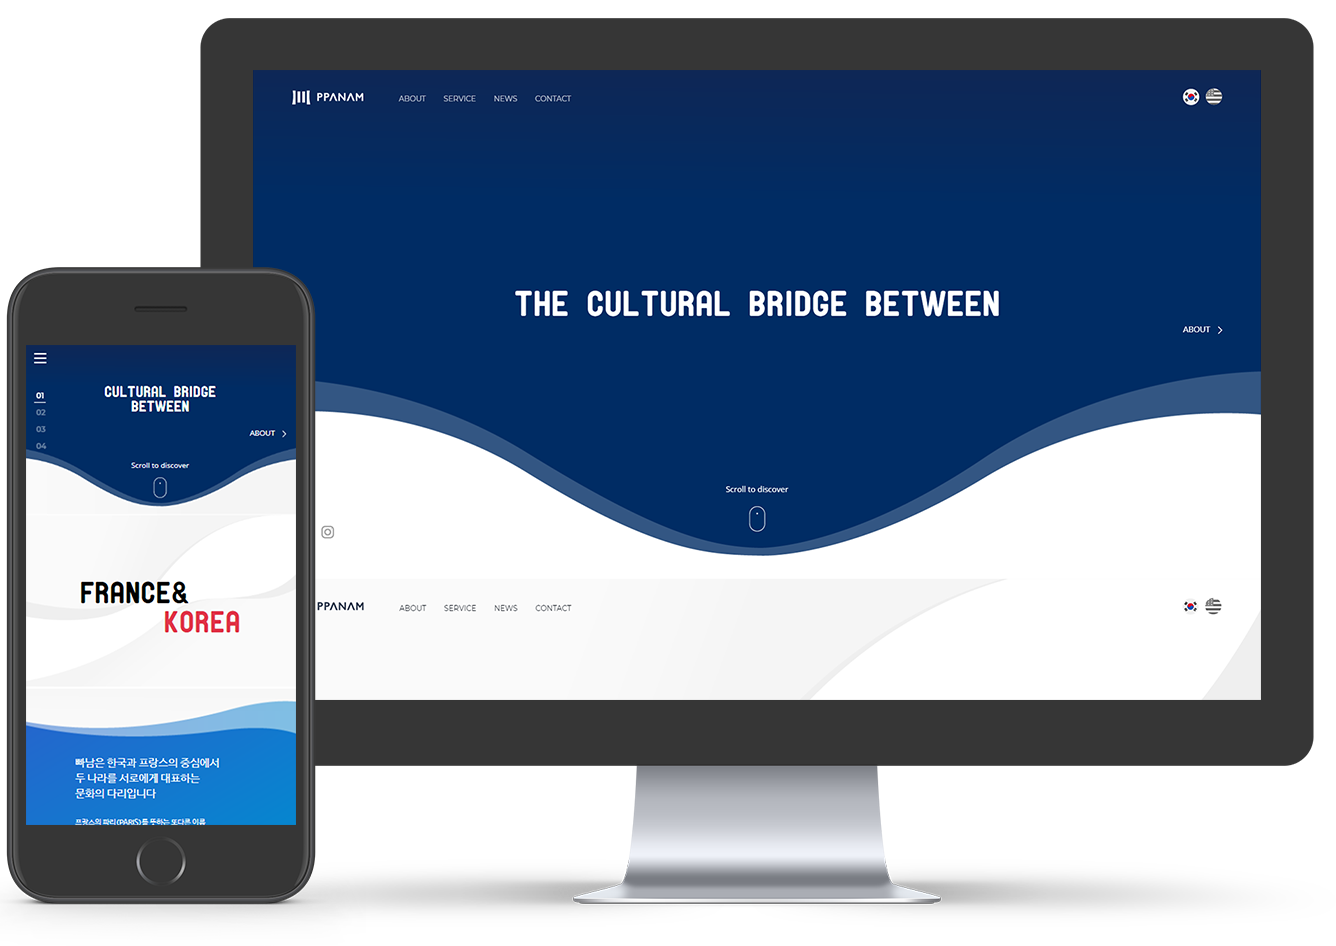 PPANAM ABOUT SERVICE NEWS CONTACT
THE CULTURAL BRIDGE BETWEEN
ABOUT
Scroll to discover
PPANAM ABOUT SERVICE NEWS CONTACT
01
02
03
04
CULTURAL BRIDGE
BETWEEN
ABOUT
Scroll to discover
FRANCE&
KOREA
빠남은 한국과 프랑스의 중심에서
두 나라를 서로에게 대표하는
문화의 다리입니다
프랑스의 파리(PARIS)를 뜻하는 또다른 이름